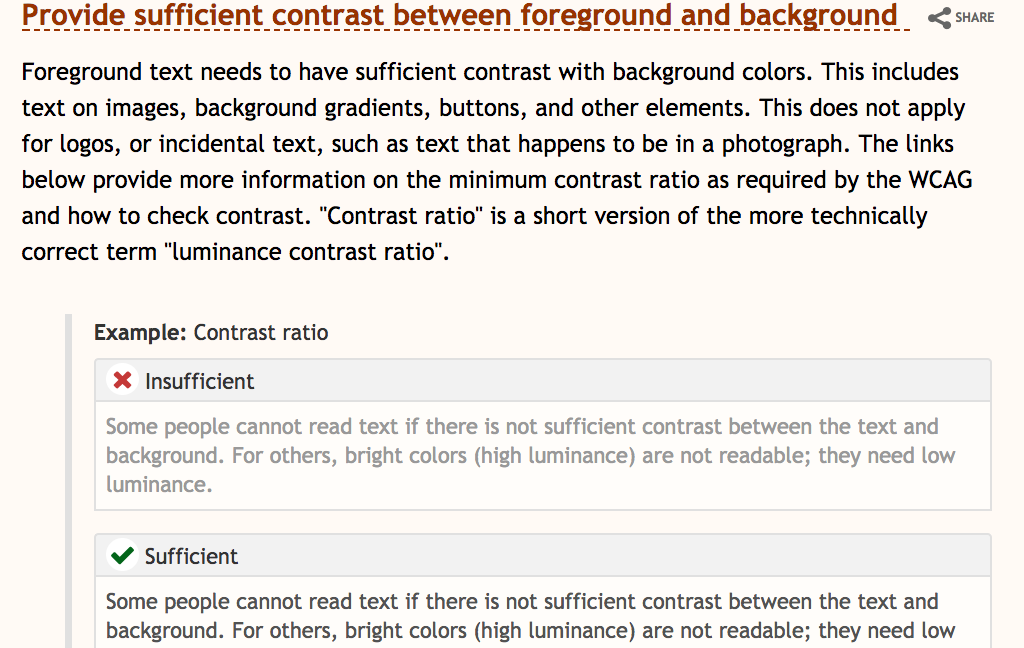 Provide sufficient contrast between foreground and background
SHARE
Foreground text needs to have sufficient contrast with background colors. This includes
text on images, background gradients, buttons, and other elements. This does not apply
for logos, or incidental text, such as text that happens to be in a photograph. The links
below provide more information on the minimum contrast ratio as required by the WCAG
and how to check contrast. "Contrast ratio" is a short version of the more technically
correct term "luminance contrast ratio".
Example: Contrast ratio
Insufficient
Some people cannot read text if there is not sufficient contrast between the text and
background. For others, bright colors (high luminance) are not readable; they need low
luminance.
Sufficient
Some people cannot read text if there is not sufficient contrast between the text and
background. For others, bright colors (high luminance) are not readable; they need low